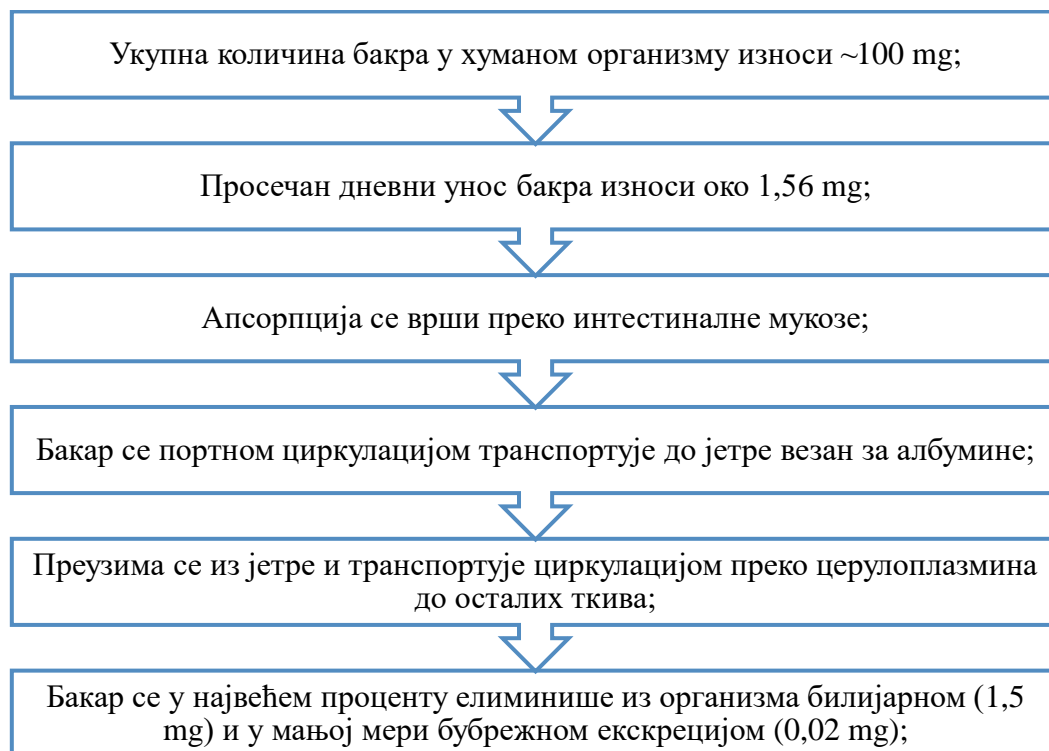 Укупна количина бакра у хуманом организму износи ~100 mg;
Просечан дневни унос бакра износи око 1,56 mg;
Апсорпција се врши преко интестиналне мукозе;
Бакар се портном циркулацијом транспортује до јетре везан за албумине;
Преузима се из јетре и транспортује циркулацијом преко церулоплазмина
до осталих ткива;
Бакар се у највећем проценту елиминише из организма билијарном (1,5
mg) и у мањој мери бубрежном екскрецијом (0,02 mg);